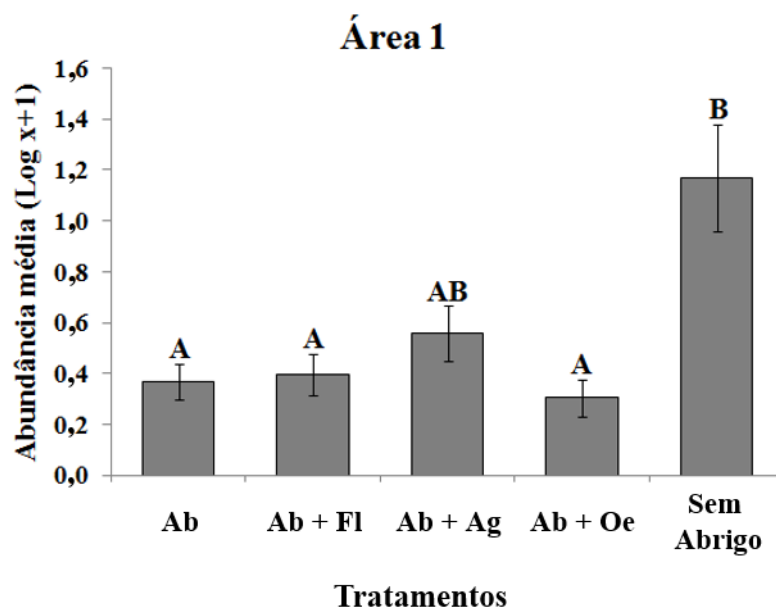 Área 1
Abundância média (Log x+1)
1,6
1,4
1,2
1,0
0,8
0,6
0,4
0,2
0,0
A
A
AB
A
B
Ab
Ab + Fl
Ab + Ag
Ab + Oe
Sem
Abrigo
Tratamentos